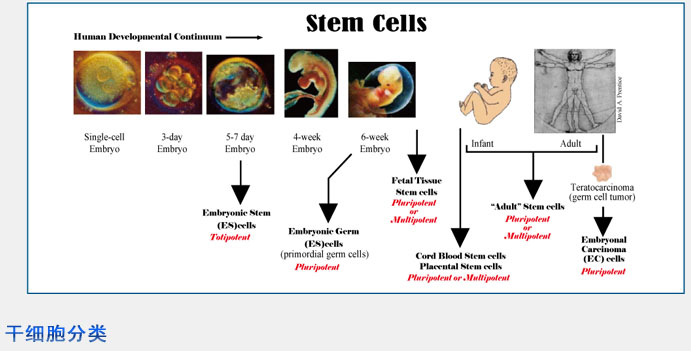 Stem Cells
Human Developmental Continuum
Single-cell
Embryo
3-day
Embryo
5-7 day
Embryo
4-week
Embryo
6-week
Embryo
Infant
Adult
David A. Prentice
Embryonic Stem
(ES)cells
Totipotent
Embryonic Germ
(ES)cells
(primordial germ cells)
Pluripotent
Fetal Tissue
Stem cells
Pluripotent
or
Multipotent
Cord Blood Stem cells
Placental Stem cells
Pluripotent or Multipotent
"Adult" Stem cells
Pluripotent
or
Multipotent
Teratocarcinoma
(germ cell tumor)
Embryonal
Carcinoma
(EC) cells
Pluripotent
干细胞分类